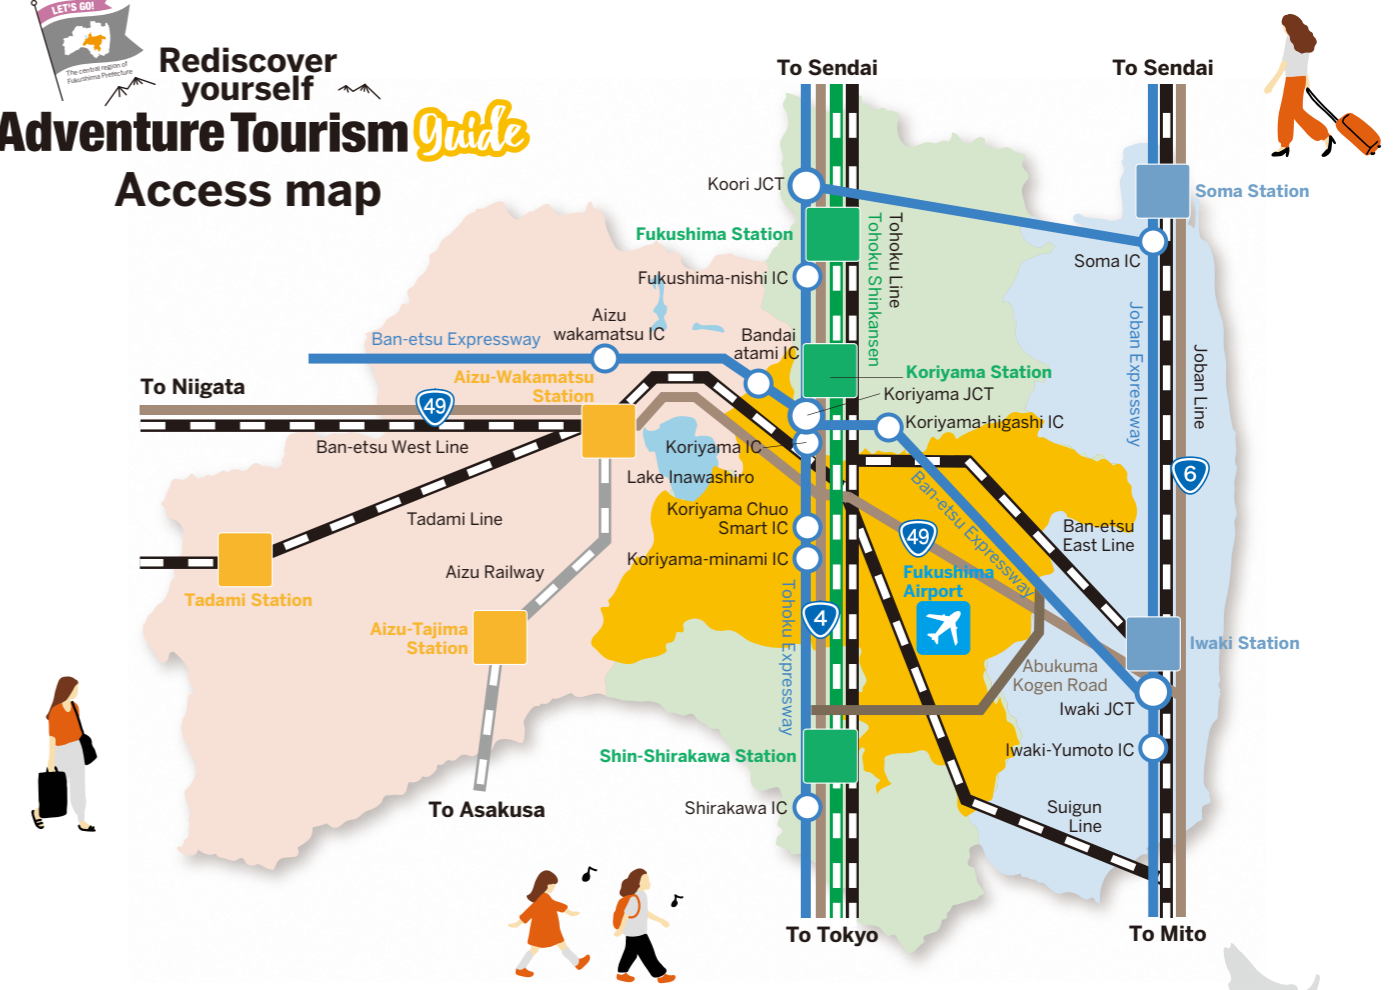 LET'S GO!
The central region of
Fukushima Prefecture
Rediscover
yourself
Adventure Tourism guide
Access map
To Sendai
To Sendai
Koori JCT
Soma Station
Fukushima Station
Tohoku Line
Tohoku Shinkansen
Soma IC
Fukushima-nishi IC
Aizu
wakamatsu IC
Ban-etsu Expressway
Bandai
atami IC
Joban Expressway
Joban Line
To Niigata
Aizu-Wakamatsu
Station
Koriyama Station
Koriyama JCT
49
Koriyama-higashi IC
Ban-etsu West Line
Koriyama IC
Lake Inawashiro
6
Ban-etsu Expressway
Koriyama Chuo
Smart IC
Tadami Line
Ban-etsu
East Line
49
Koriyama-minami IC
Aizu Railway
Fukushima
Airport
Tadami Station
Tohoku Expressway
4
Aizu-Tajima
Station
Iwaki Station
Abukuma
Kogen Road
Iwaki JCT
Shin-Shirakawa Station
Iwaki-Yumoto IC
To Asakusa
Shirakawa IC
Suigun
Line
To Tokyo
To Mito